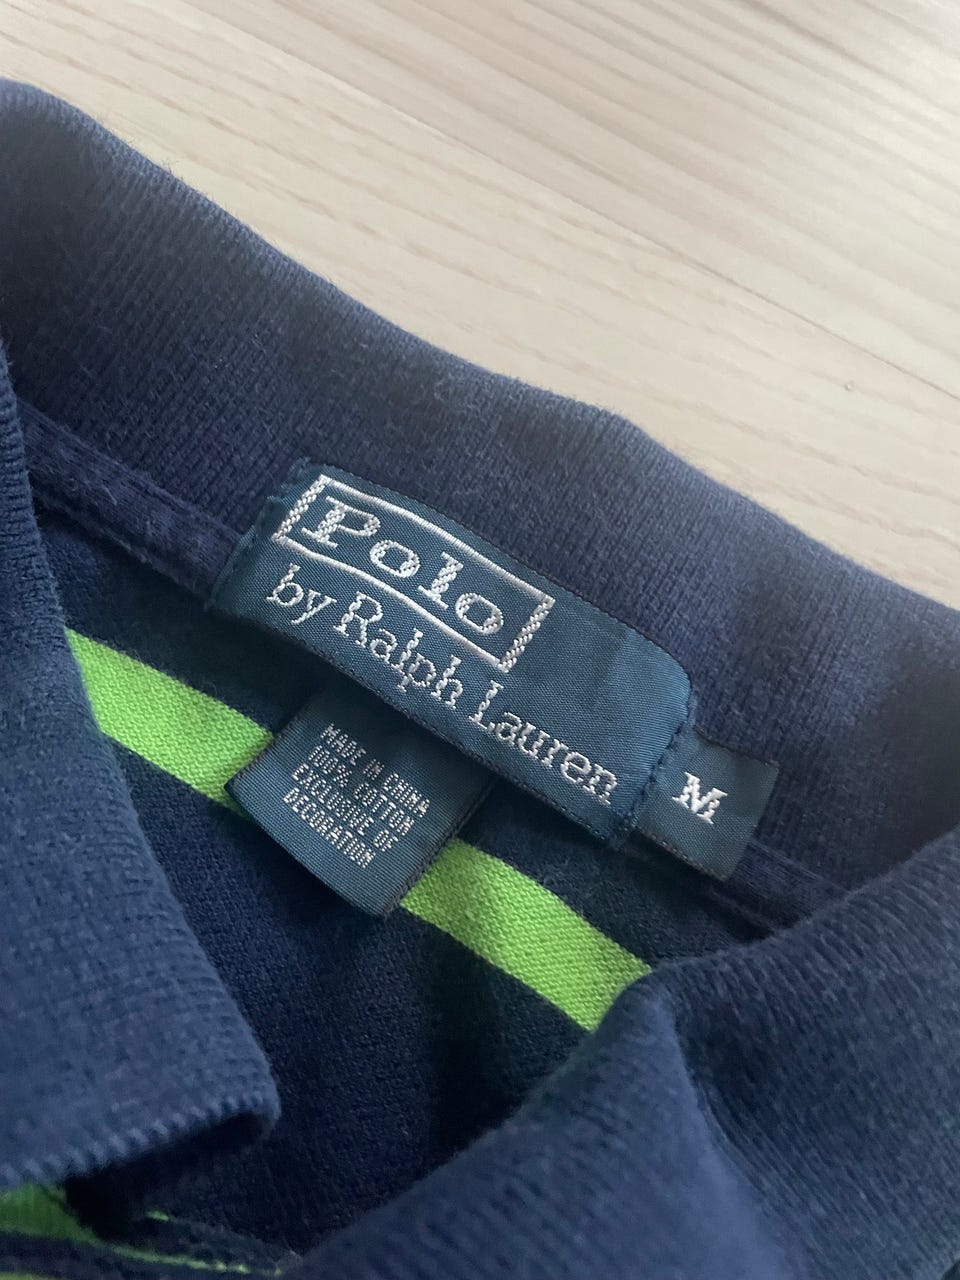 Polo
by Ralph Lauren
M
MADE IN CHINA
100% COTTON
EXCLUSIVE OF
DECORATION